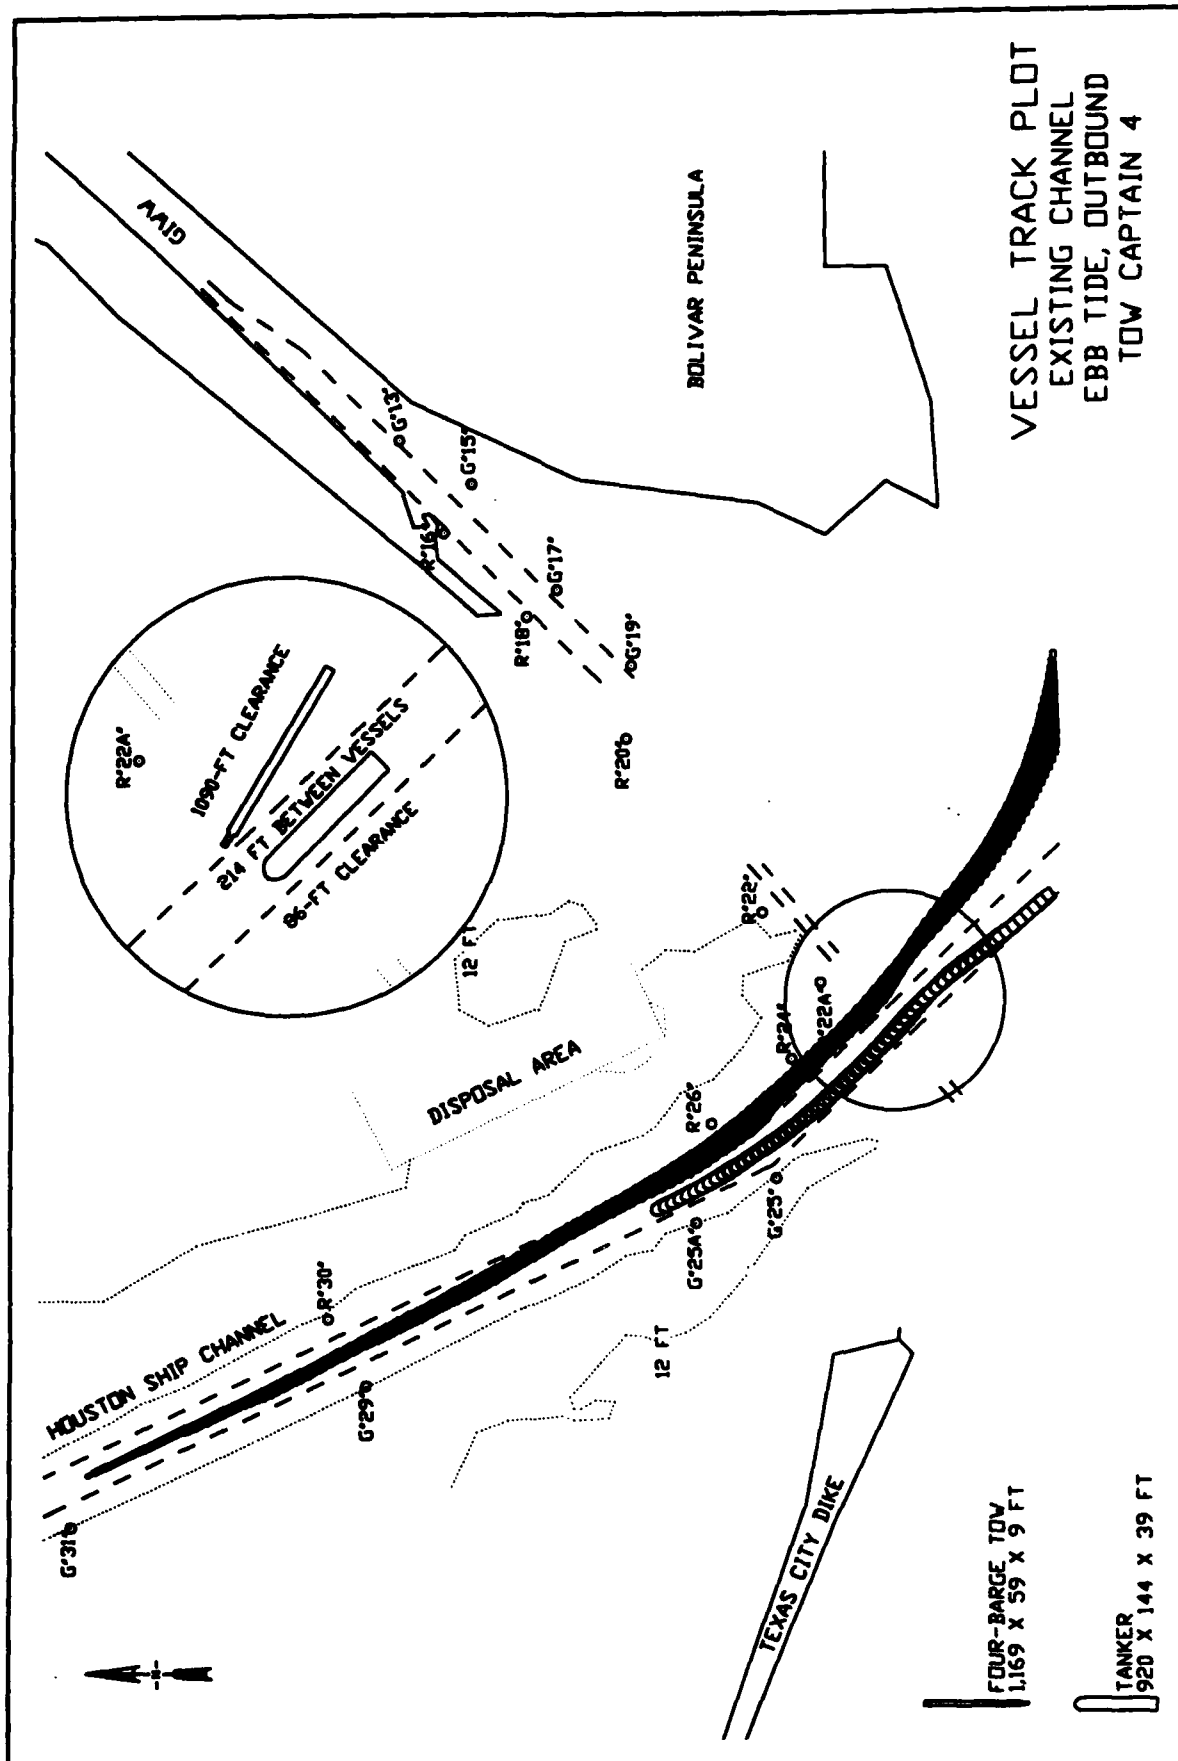 VESSEL TRACK PLOT
EXISTING CHANNEL
EBB TIDE, OUTBOUND
TOW CAPTAIN 4
GIWW
BOLIVAR PENINSULA
G"13"
G"15"
R"16"
G"17"
R"18"
G"19"
R"20"
R"22A"
1090-FT CLEARANCE
214 FT BETWEEN VESSELS
86-FT CLEARANCE
12 FT
DISPOSAL AREA
R"22"
"22A"
R"24"
R"26"
G"25"
G"25A"
R"30"
HOUSTON SHIP CHANNEL
G"29"
G"31"
12 FT
TEXAS CITY DIKE
-N-
FOUR-BARGE TOW
1,169 X 59 X 9 FT
TANKER
920 X 144 X 39 FT